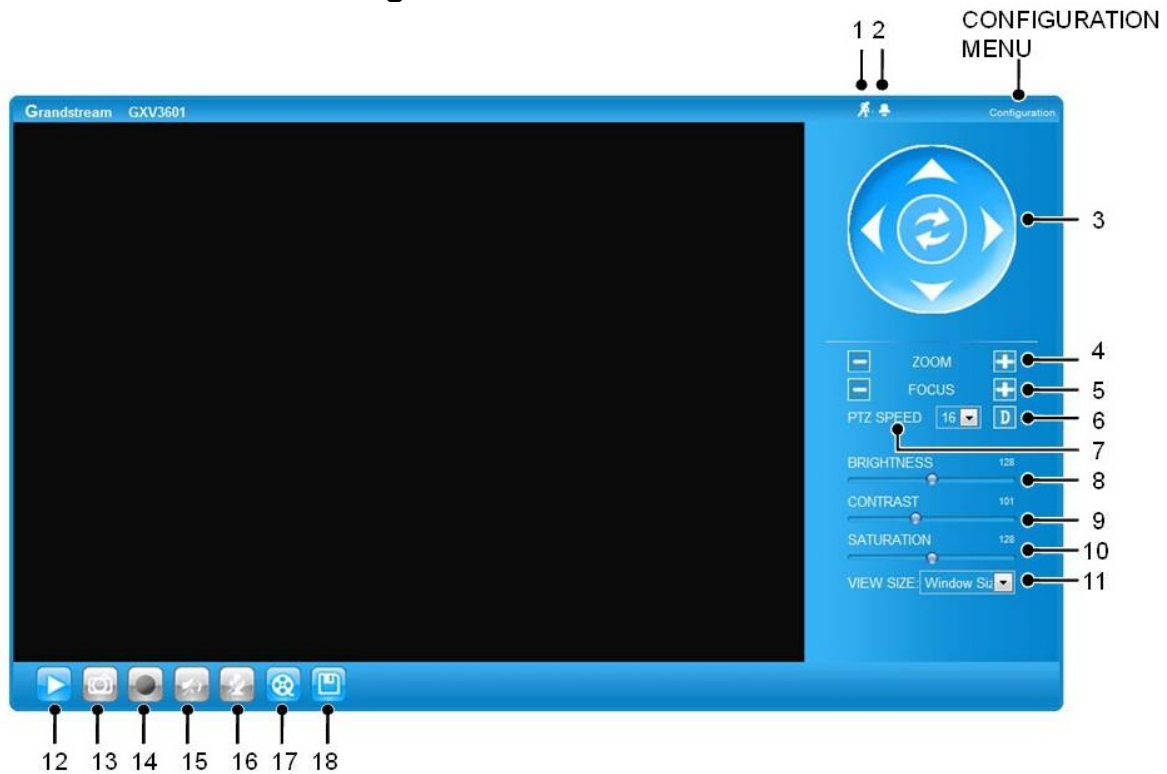 CONFIGURATION
MENU
1 2
Grandstream GXV3601
Configuration
3
ZOOM 4
FOCUS 5
PTZ SPEED 16 D 6
7
BRIGHTNESS 128
8
CONTRAST 101
9
SATURATION 128
10
VIEW SIZE: Window Siz 11
12 13 14 15 16 17 18